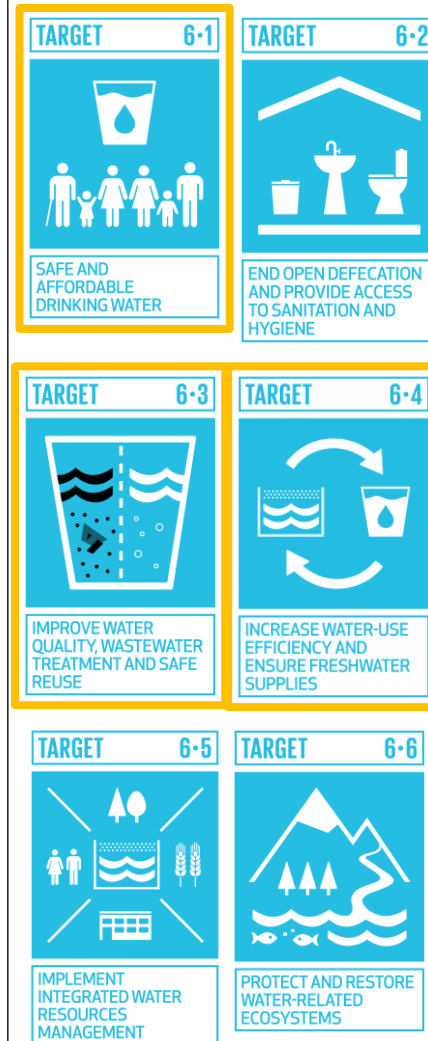 TARGET 6·1
SAFE AND
AFFORDABLE
DRINKING WATER
TARGET 6·2
END OPEN DEFECATION
AND PROVIDE ACCESS
TO SANITATION AND
HYGIENE
TARGET 6·3
IMPROVE WATER
QUALITY, WASTEWATER
TREATMENT AND SAFE
REUSE
TARGET 6·4
INCREASE WATER-USE
EFFICIENCY AND
ENSURE FRESHWATER
SUPPLIES
TARGET 6·5
IMPLEMENT
INTEGRATED WATER
RESOURCES
MANAGEMENT
TARGET 6·6
PROTECT AND RESTORE
WATER-RELATED
ECOSYSTEMS